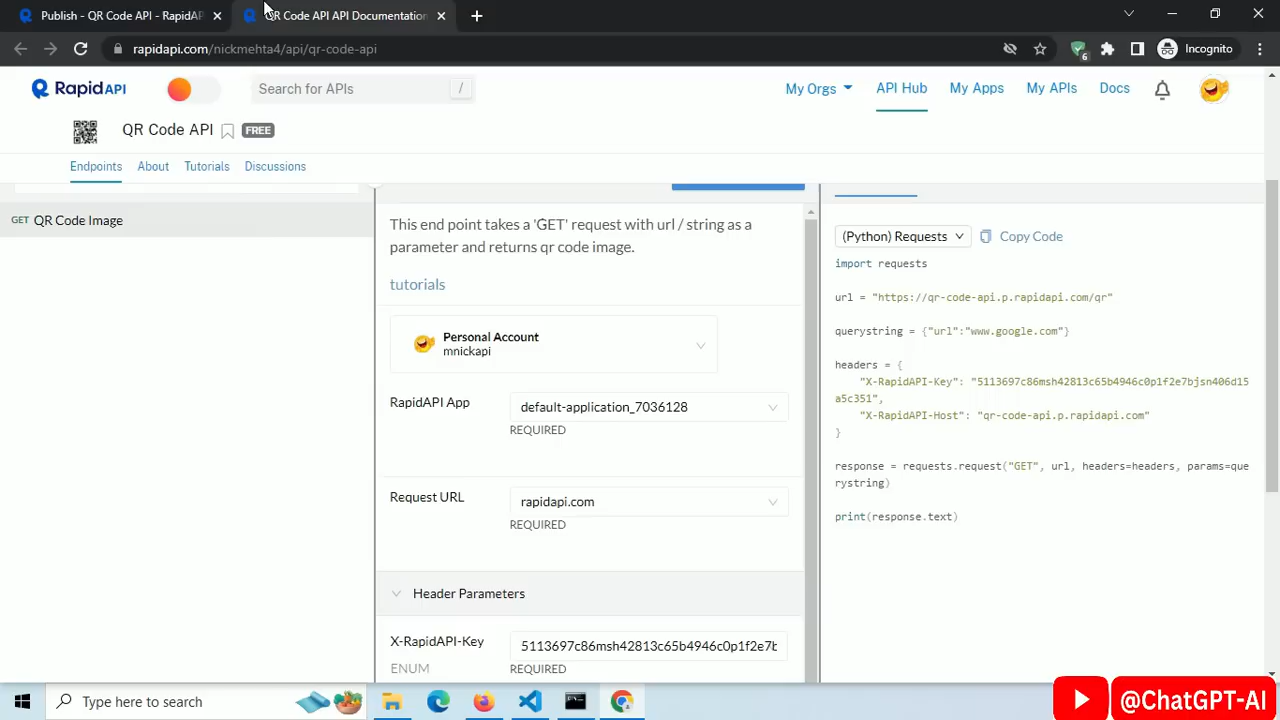 Publish - QR Code API - RapidAP
QR Code API API Documentation
rapidapi.com/nickmehta4/api/qr-code-api
6
Incognito
RapidAPI
Search for APIs
/
My Orgs
API Hub
My Apps
My APIs
Docs
QR Code API
FREE
Endpoints
About
Tutorials
Discussions
GET QR Code Image
This end point takes a 'GET' request with url / string as a
parameter and returns qr code image.
tutorials
Personal Account
mnickapi
RapidAPI App
default-application_7036128
REQUIRED
Request URL
rapidapi.com
REQUIRED
Header Parameters
X-RapidAPI-Key
5113697c86msh42813c65b4946c0p1f2e7b
ENUM
REQUIRED
(Python) Requests
Copy Code
import requests
url = "https://qr-code-api.p.rapidapi.com/qr"
querystring = {"url":"www.google.com"}
headers = {
"X-RapidAPI-Key": "5113697c86msh42813c65b4946c0p1f2e7bjsn406d15
a5c351",
"X-RapidAPI-Host": "qr-code-api.p.rapidapi.com"
}
response = requests.request("GET", url, headers=headers, params=que
rystring)
print(response.text)
Type here to search
@ChatGPT-AI